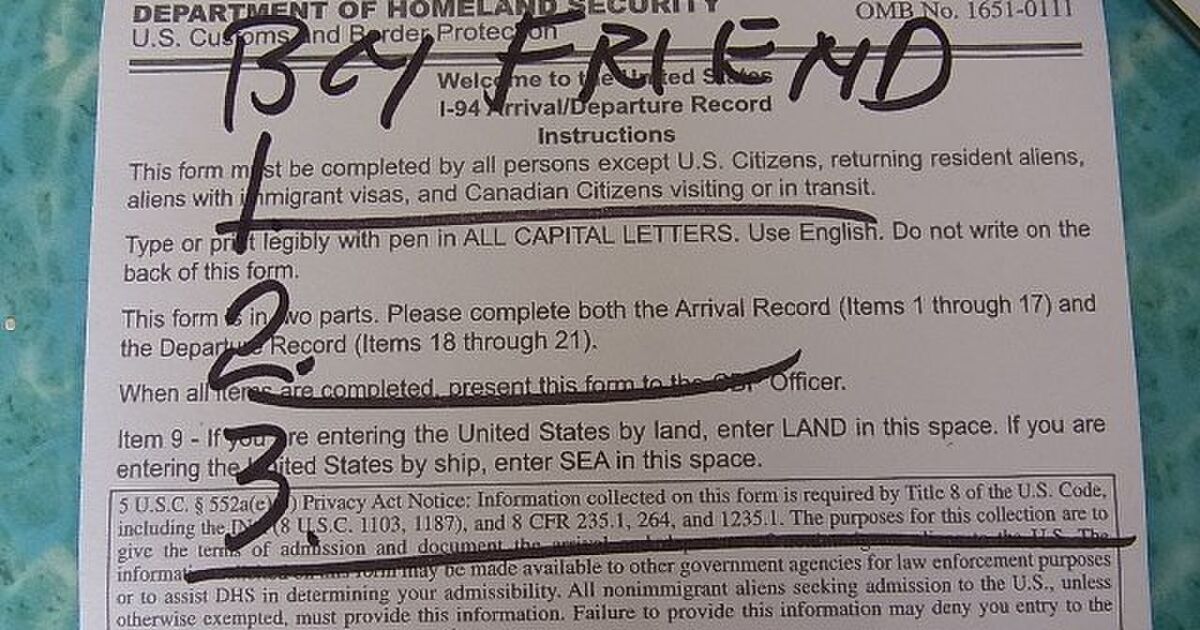 DEPARTMENT OF HOMELAND SECURITY OMB No. 1651-0111
U.S. Customs and Border Protection
BOY FRIEND
Welcome to the United States
I-94 Arrival/Departure Record
Instructions
1
This form must be completed by all persons except U.S. Citizens, returning resident aliens,
aliens with immigrant visas, and Canadian Citizens visiting or in transit.
Type or print legibly with pen in ALL CAPITAL LETTERS. Use English. Do not write on the
back of this form.
2.
This form is in two parts. Please complete both the Arrival Record (Items 1 through 17) and
the Departure Record (Items 18 through 21).
When all items are completed, present this form to the CBP Officer.
3.
Item 9 - If you are entering the United States by land, enter LAND in this space. If you are
entering the United States by ship, enter SEA in this space.
5 U.S.C. § 552a(e) Privacy Act Notice: Information collected on this form is required by Title 8 of the U.S. Code,
including the INA (8 U.S.C. 1103, 1187), and 8 CFR 235.1, 264, and 1235.1. The purposes for this collection are to
give the terms of admission and document the arrival to the U.S. The
form may be made available to other government agencies for law enforcement purposes
or to assist DHS in determining your admissibility. All nonimmigrant aliens seeking admission to the U.S., unless
otherwise exempted, must provide this information. Failure to provide this information may deny you entry to the